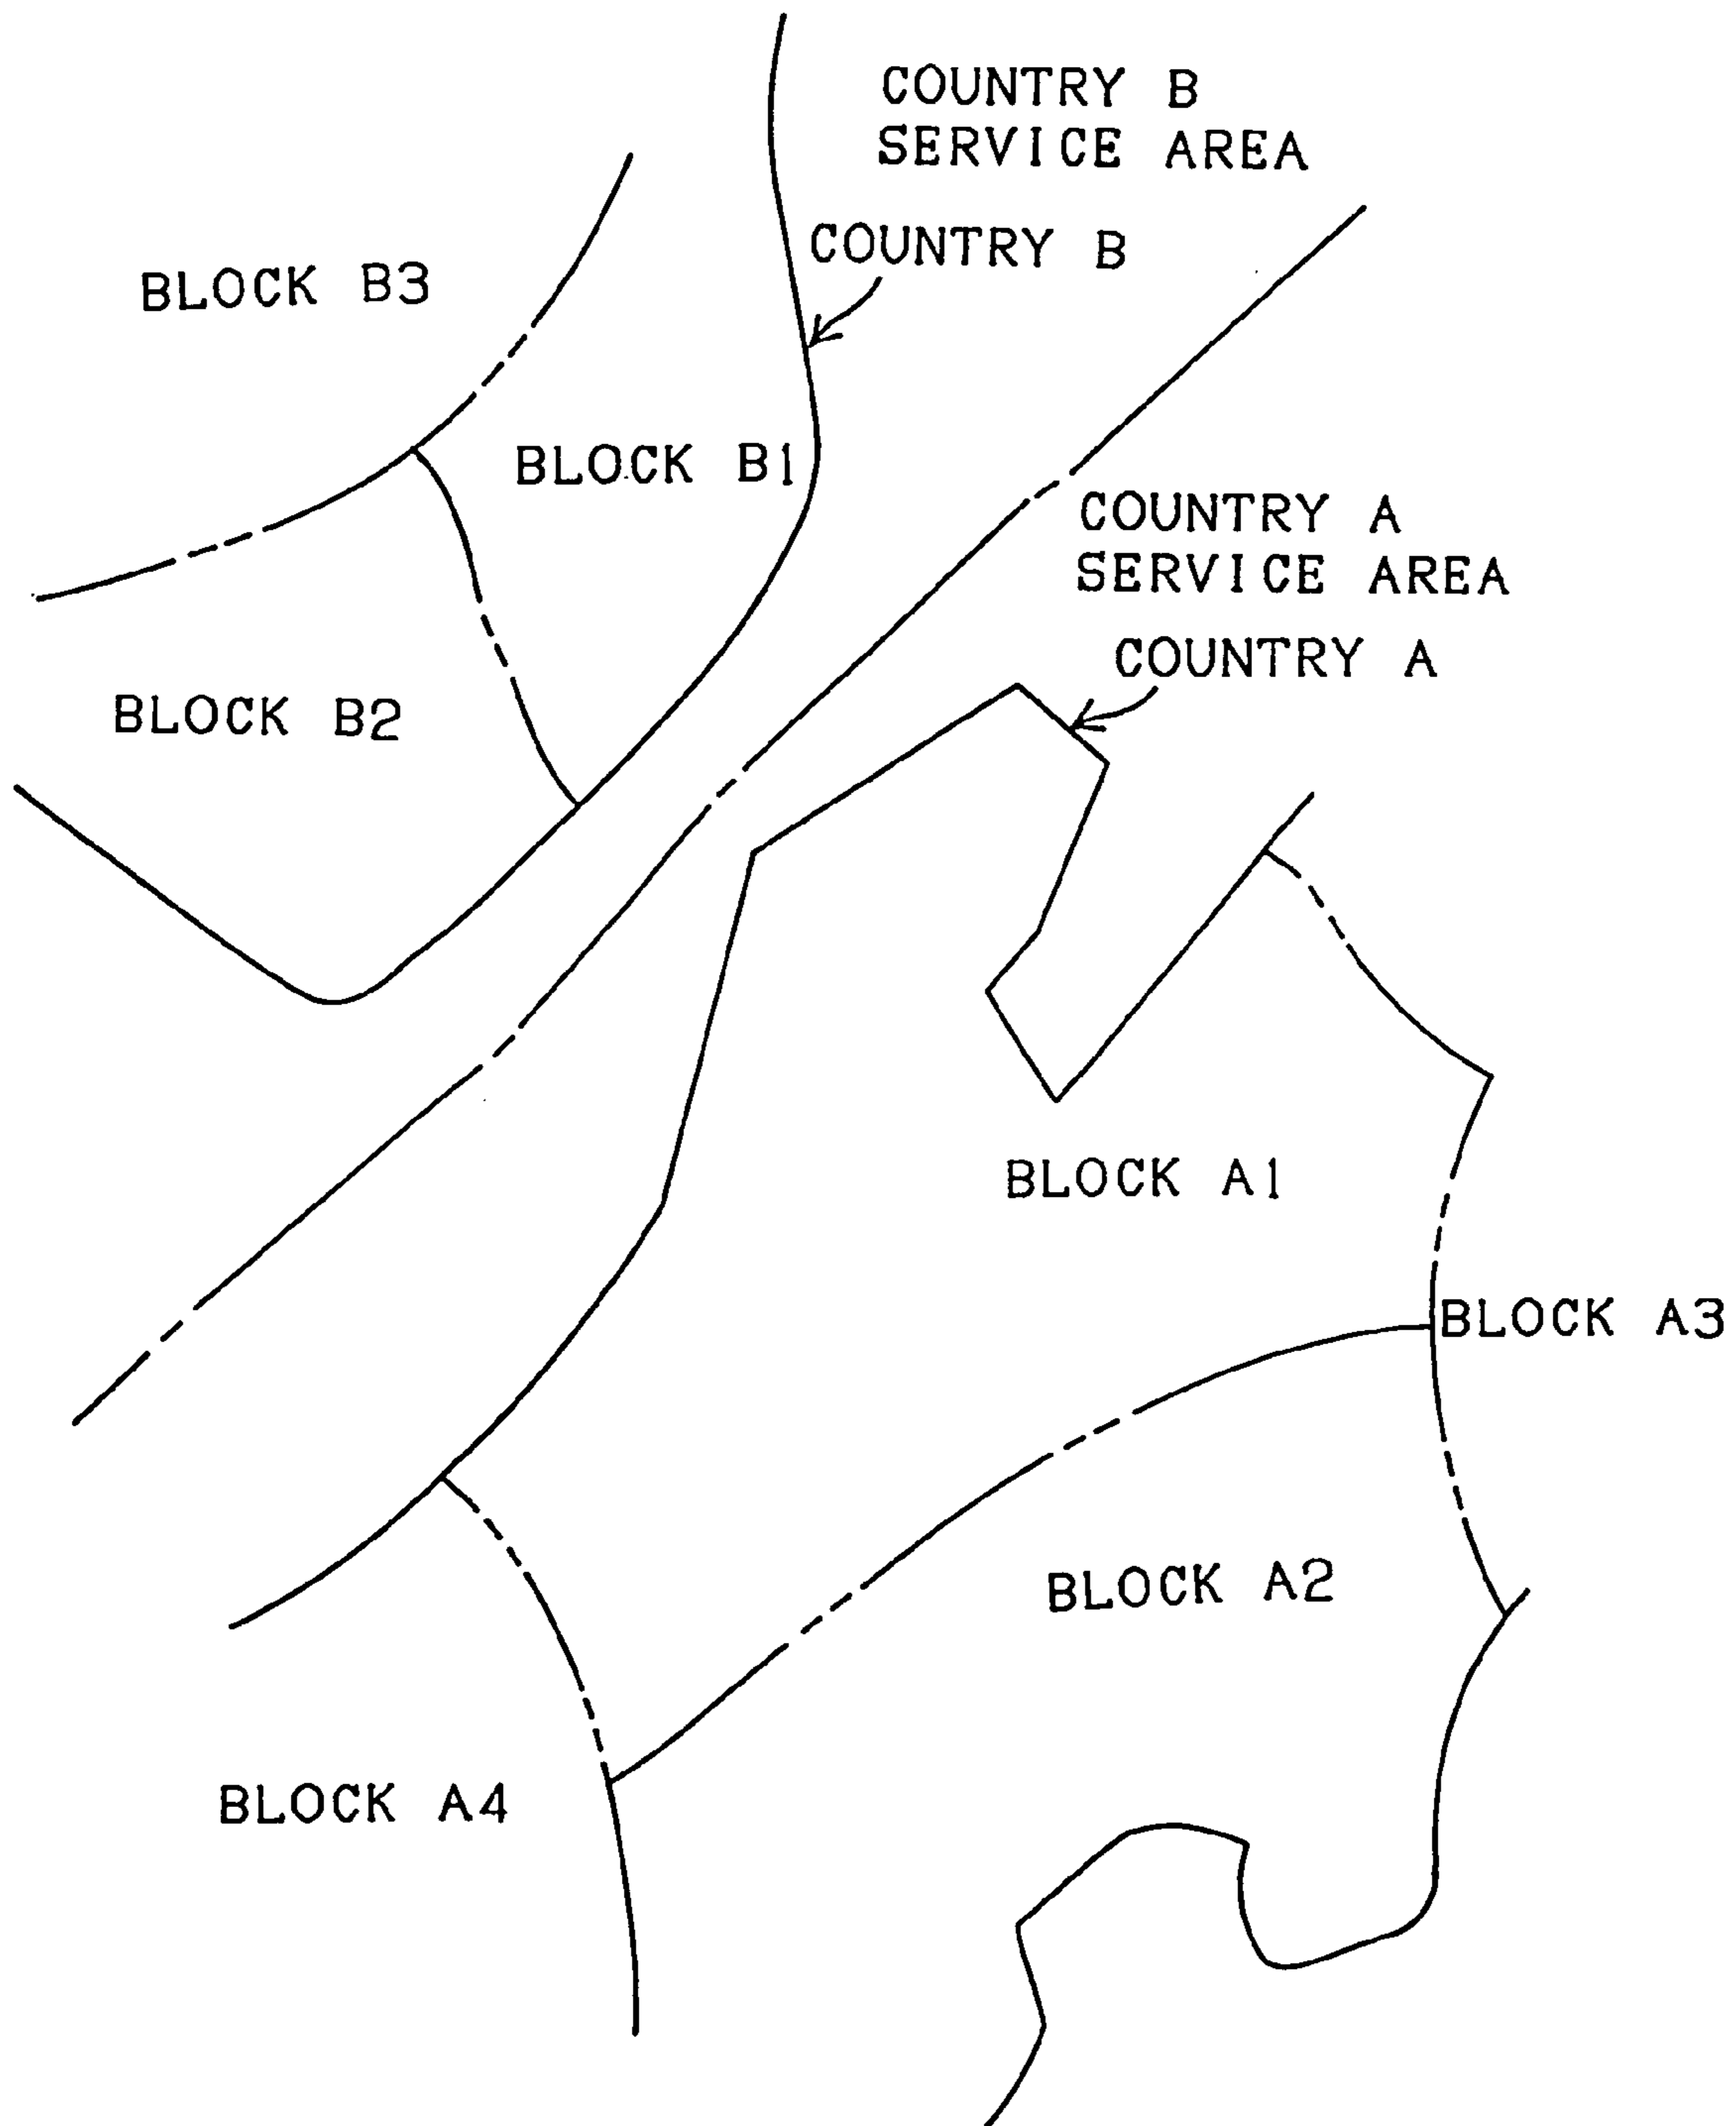 COUNTRY B
SERVICE AREA
COUNTRY B
BLOCK B3
BLOCK B1
COUNTRY A
SERVICE AREA
COUNTRY A
BLOCK B2
BLOCK A1
BLOCK A3
BLOCK A2
BLOCK A4